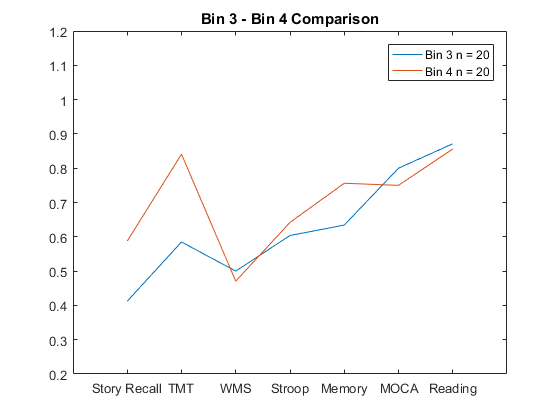 Bin 3 - Bin 4 Comparison
1.2
1.1
1
0.9
0.8
0.7
0.6
0.5
0.4
0.3
0.2
Bin 3 n = 20
Bin 4 n = 20
Story Recall TMT WMS Stroop Memory MOCA Reading